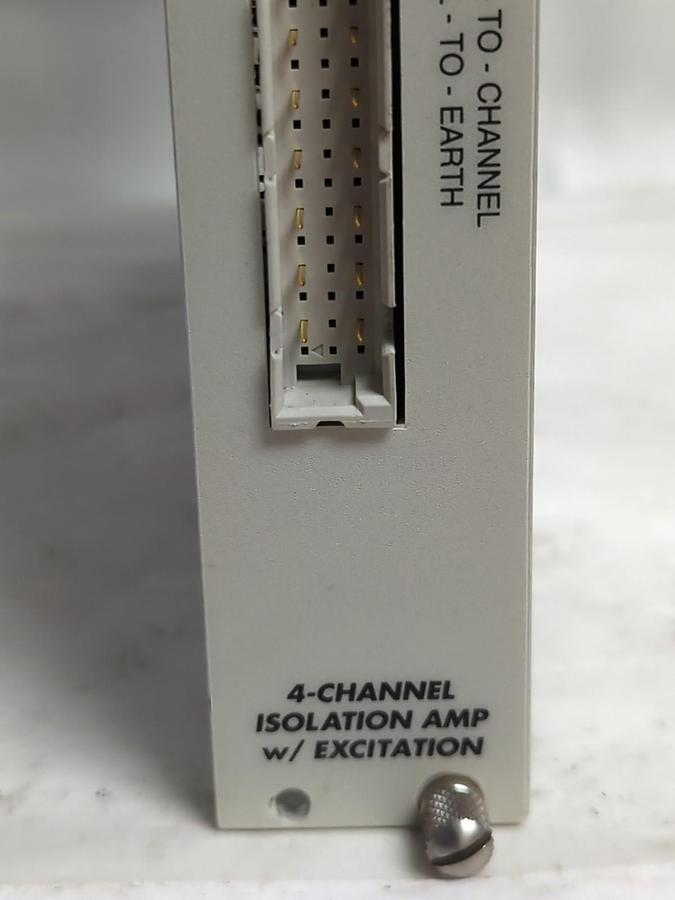 TO - CHANNEL
- TO - EARTH
4-CHANNEL
ISOLATION AMP
w/ EXCITATION